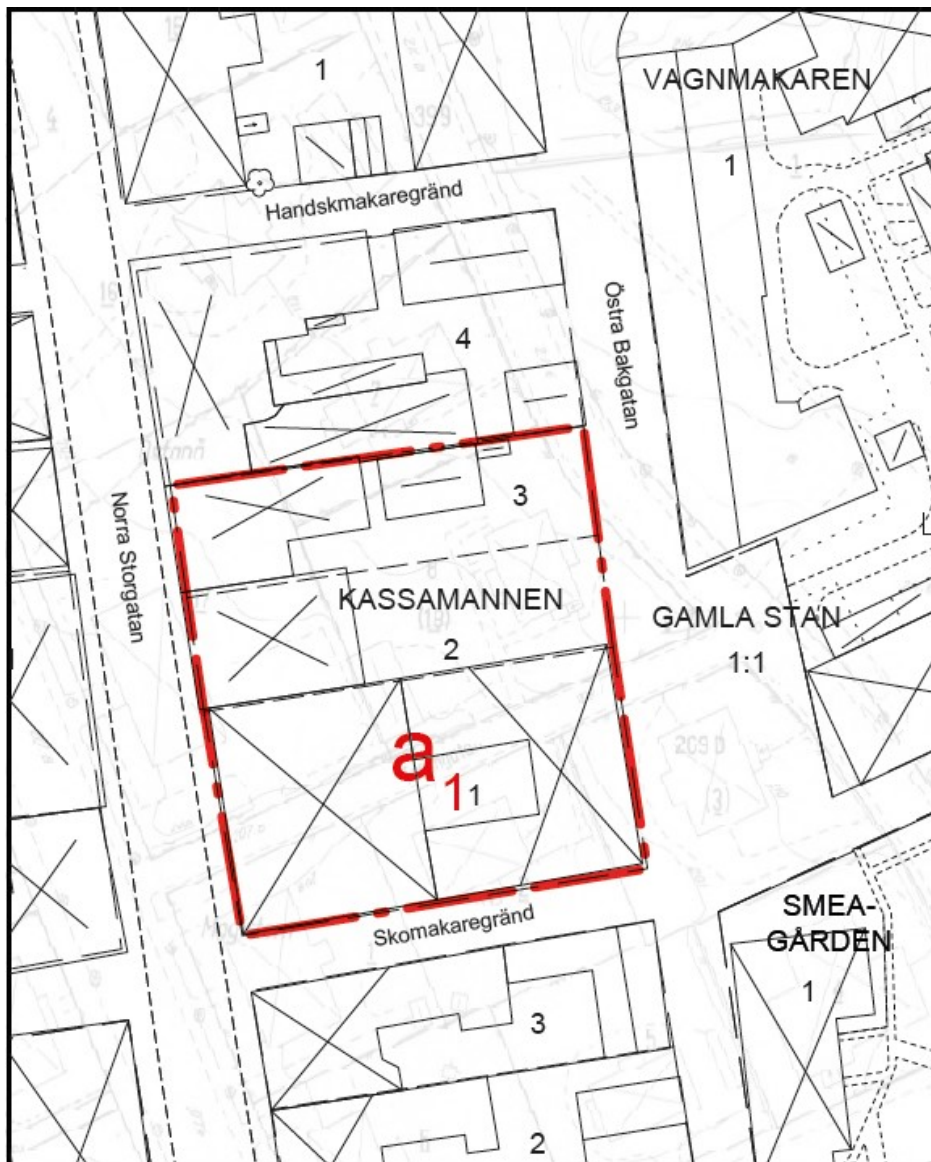 1
VAGNMAKAREN
1
Handskmakaregränd
Östra Bakgatan
4
3
Norra Storgatan
KASSAMANNEN
2
GAMLA STAN
1:1
a1
1
Skomakaregränd
SMEA-
GÅRDEN
1
3
2